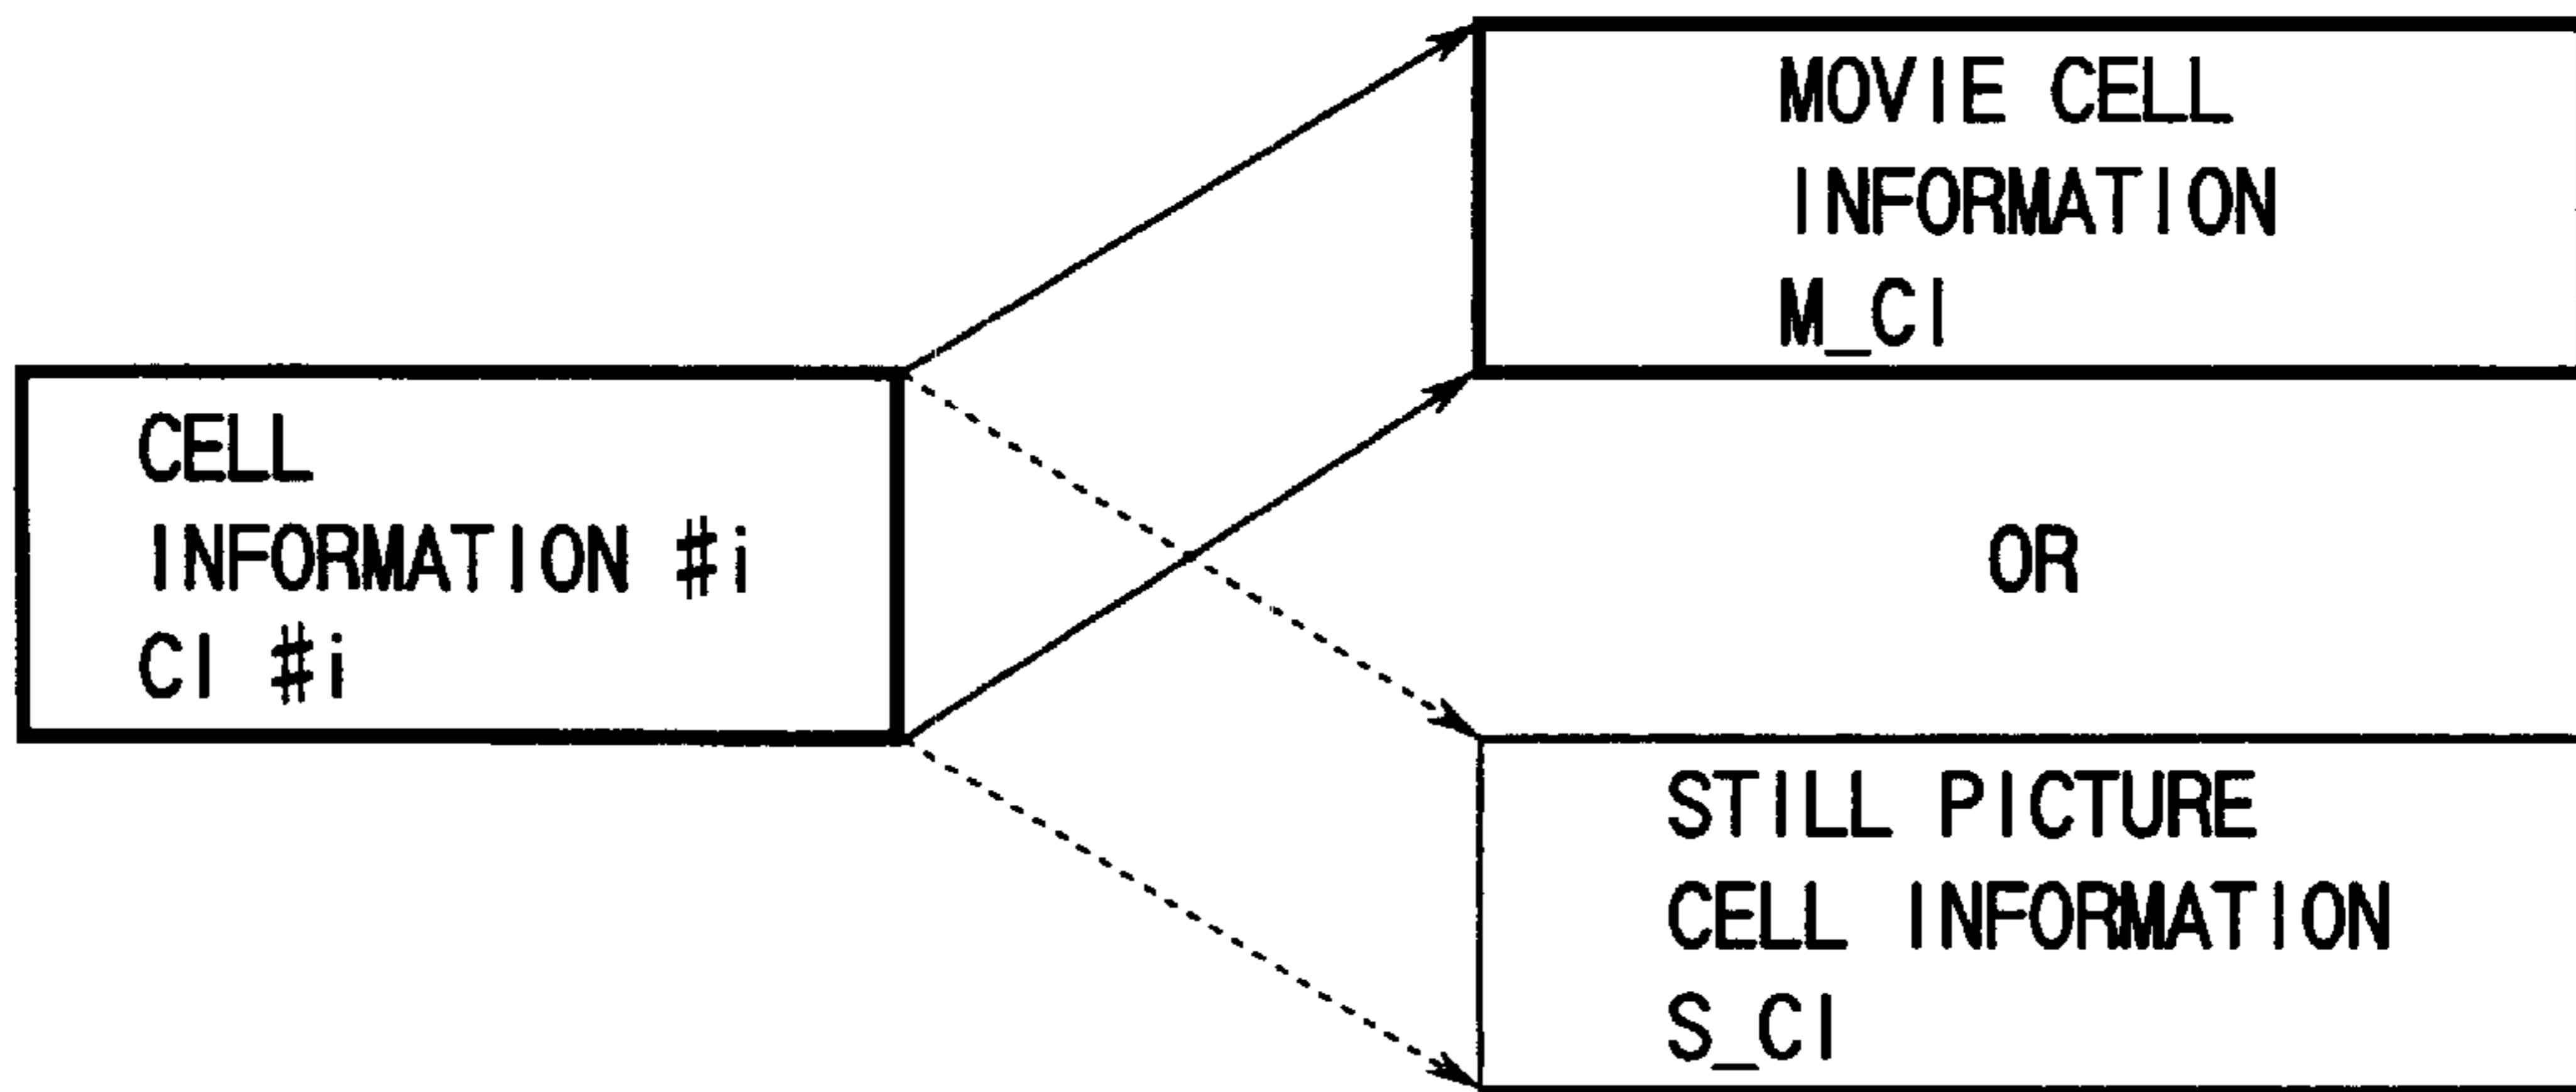 MOVIE CELL
INFORMATION
M_CI
CELL
INFORMATION #i
CI #i
OR
STILL PICTURE
CELL INFORMATION
S_CI